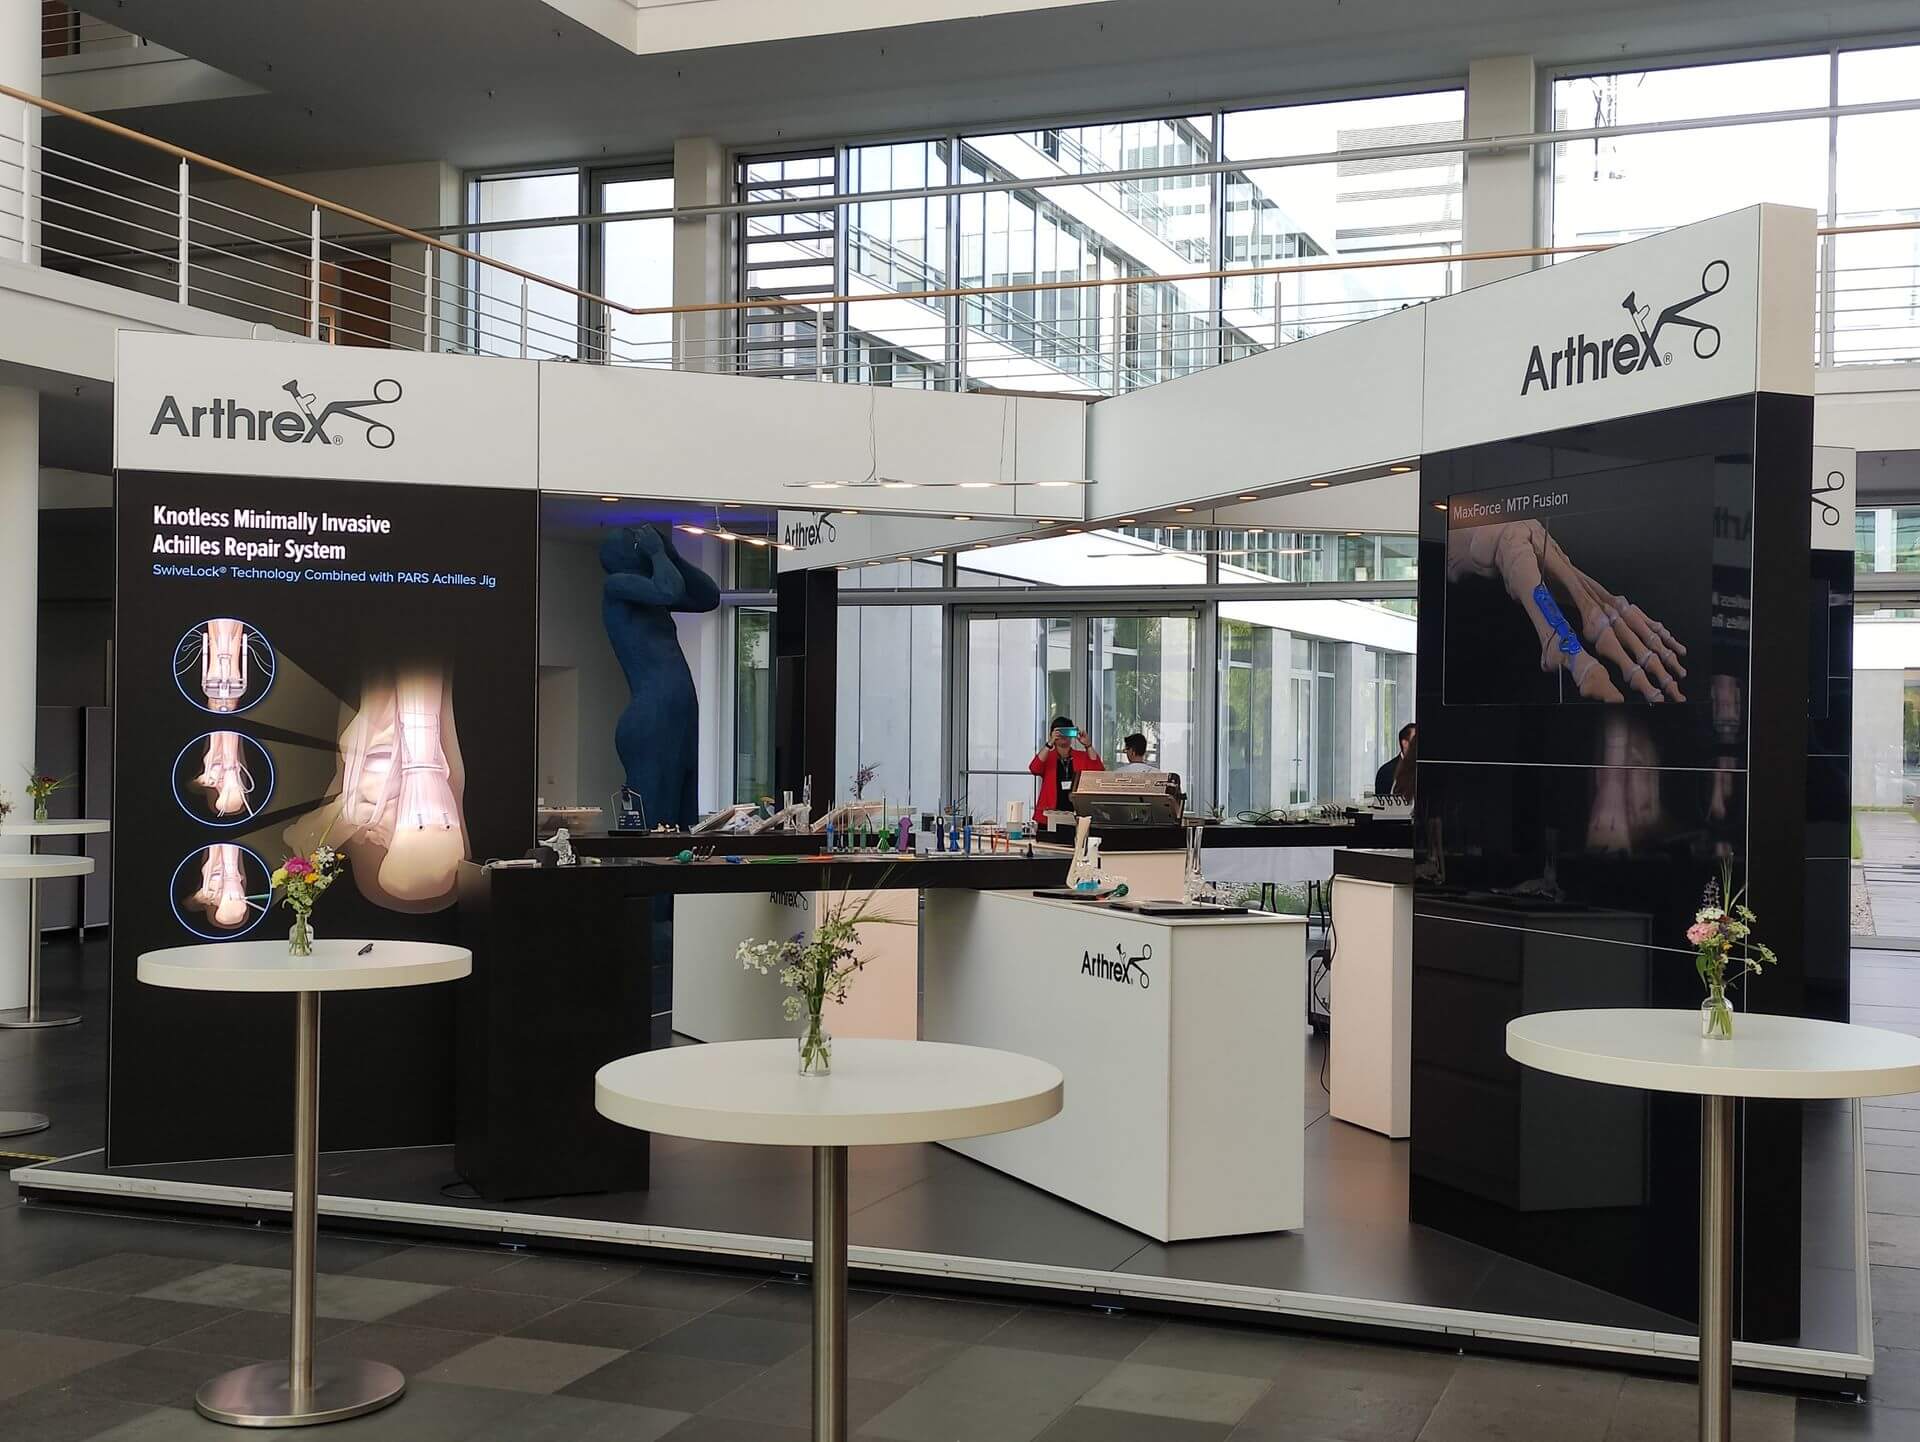 Arthrex®
Knotless Minimally Invasive
Achilles Repair System
SwiveLock® Technology Combined with PARS Achilles Jig
Arthrex
Arthrex®
MaxForce™ MTP Fusion
Arthrex
Arthrex®